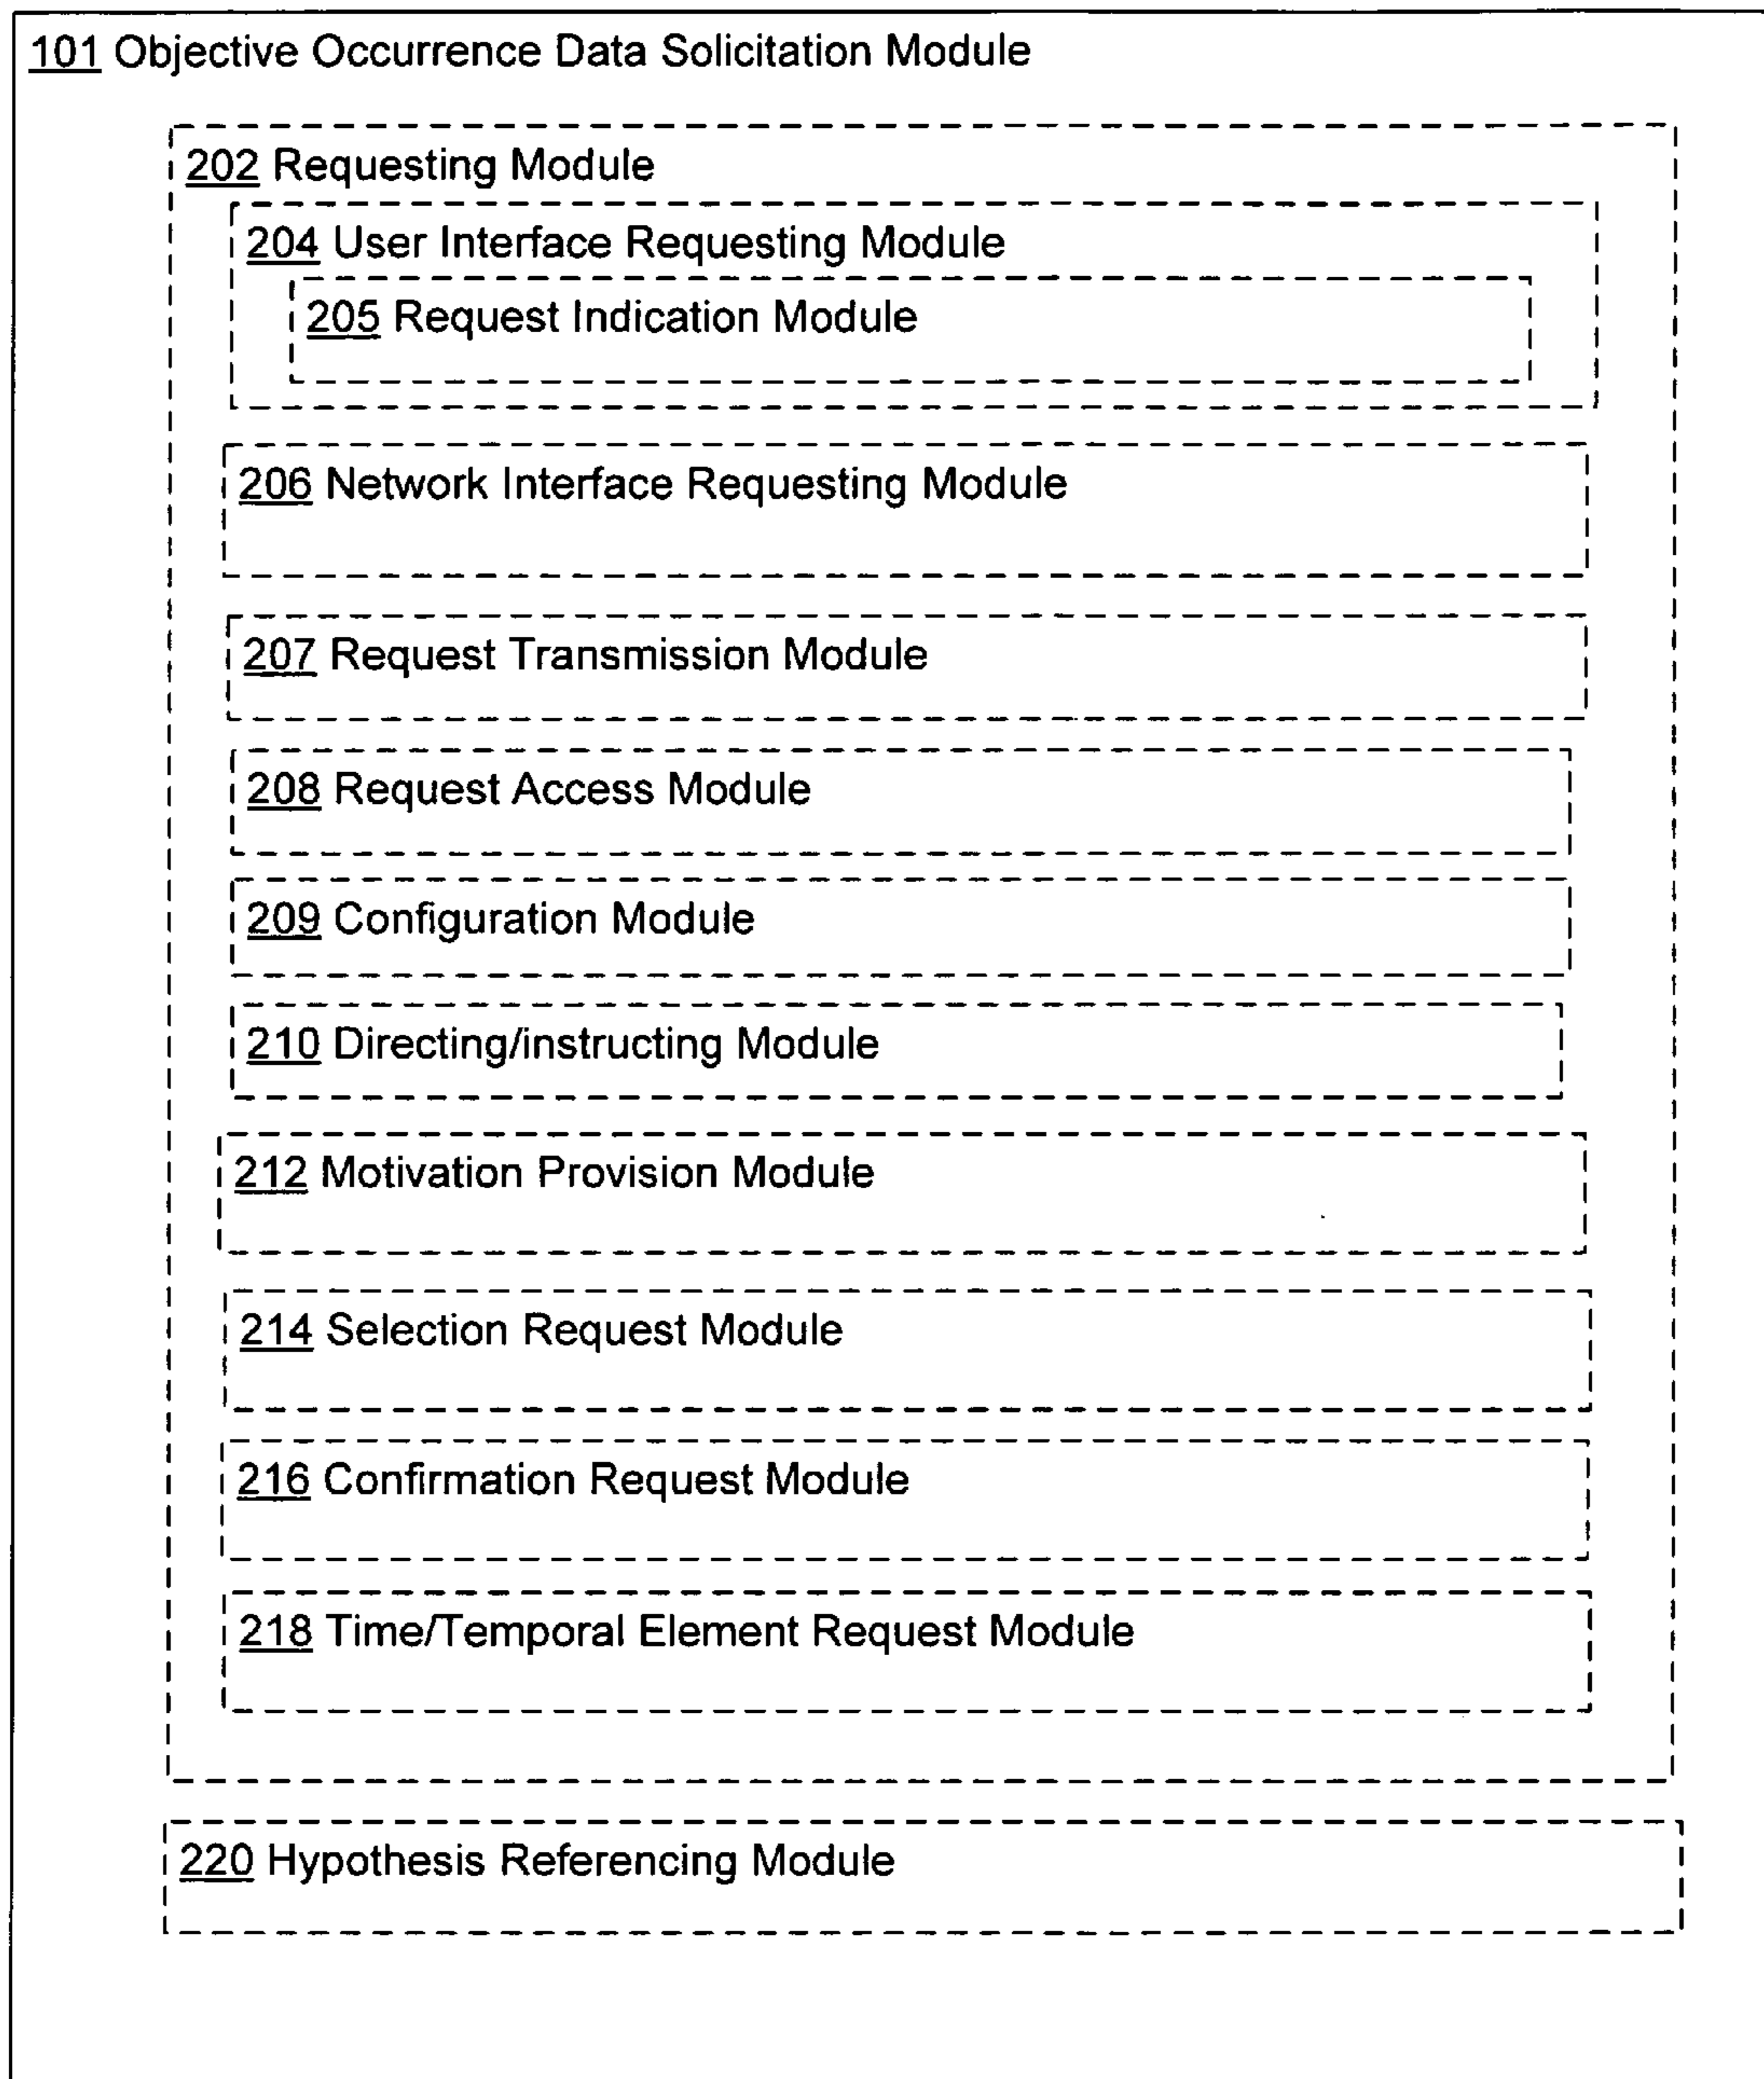 101 Objective Occurrence Data Solicitation Module
202 Requesting Module
204 User Interface Requesting Module
205 Request Indication Module
206 Network Interface Requesting Module
207 Request Transmission Module
208 Request Access Module
209 Configuration Module
210 Directing/instructing Module
212 Motivation Provision Module
214 Selection Request Module
216 Confirmation Request Module
218 Time/Temporal Element Request Module
220 Hypothesis Referencing Module